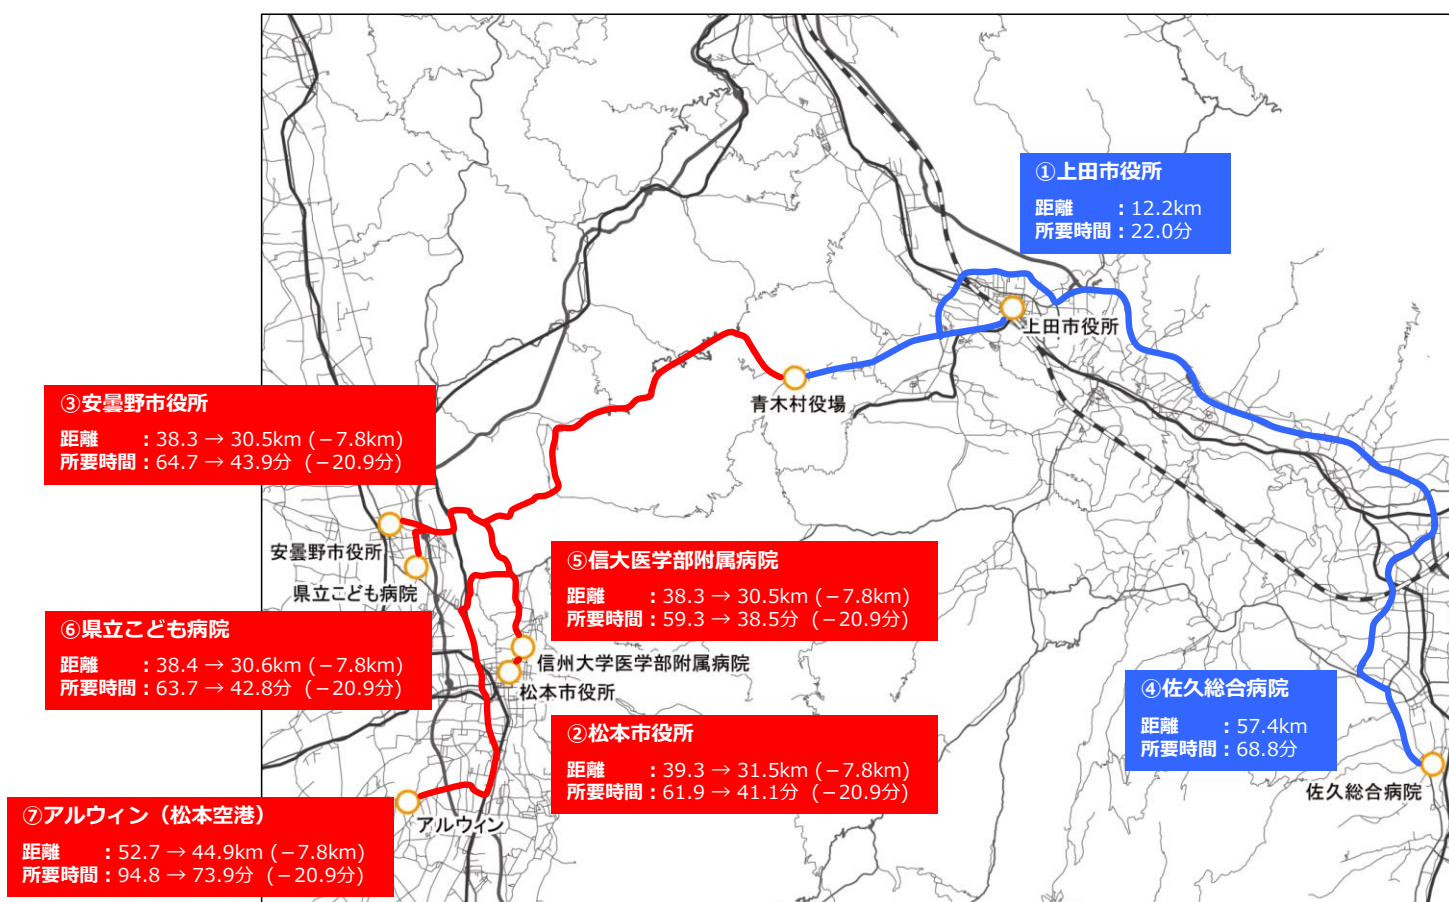 ①上田市役所
距離　　：12.2km
所要時間：22.0分
上田市役所
青木村役場
③安曇野市役所
距離　　：38.3 → 30.5km (−7.8km)
所要時間：64.7 → 43.9分 (−20.9分)
安曇野市役所
県立こども病院
⑤信大医学部附属病院
距離　　：38.3 → 30.5km (−7.8km)
所要時間：59.3 → 38.5分 (−20.9分)
⑥県立こども病院
距離　　：38.4 → 30.6km (−7.8km)
所要時間：63.7 → 42.8分 (−20.9分)
信州大学医学部附属病院
松本市役所
④佐久総合病院
距離　　：57.4km
所要時間：68.8分
②松本市役所
距離　　：39.3 → 31.5km (−7.8km)
所要時間：61.9 → 41.1分 (−20.9分)
佐久総合病院
⑦アルウィン（松本空港）
距離　　：52.7 → 44.9km (−7.8km)
所要時間：94.8 → 73.9分 (−20.9分)
アルウィン